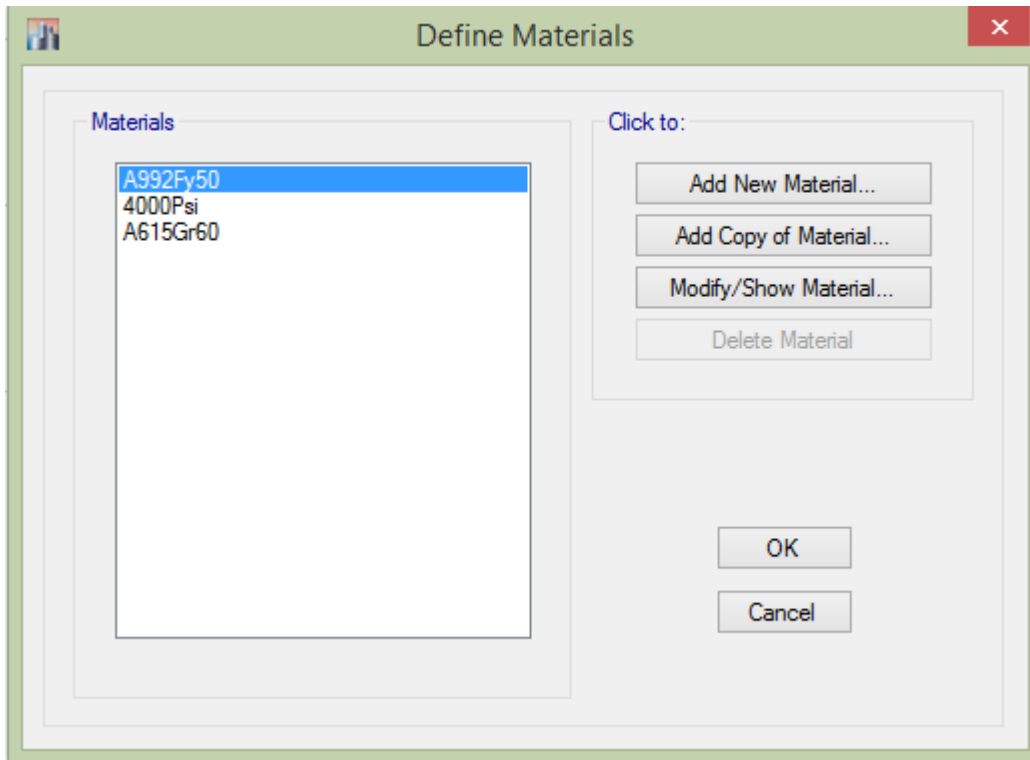 Define Materials
Materials
A992Fy50
4000Psi
A615Gr60
Click to:
Add New Material...
Add Copy of Material...
Modify/Show Material...
Delete Material
OK
Cancel